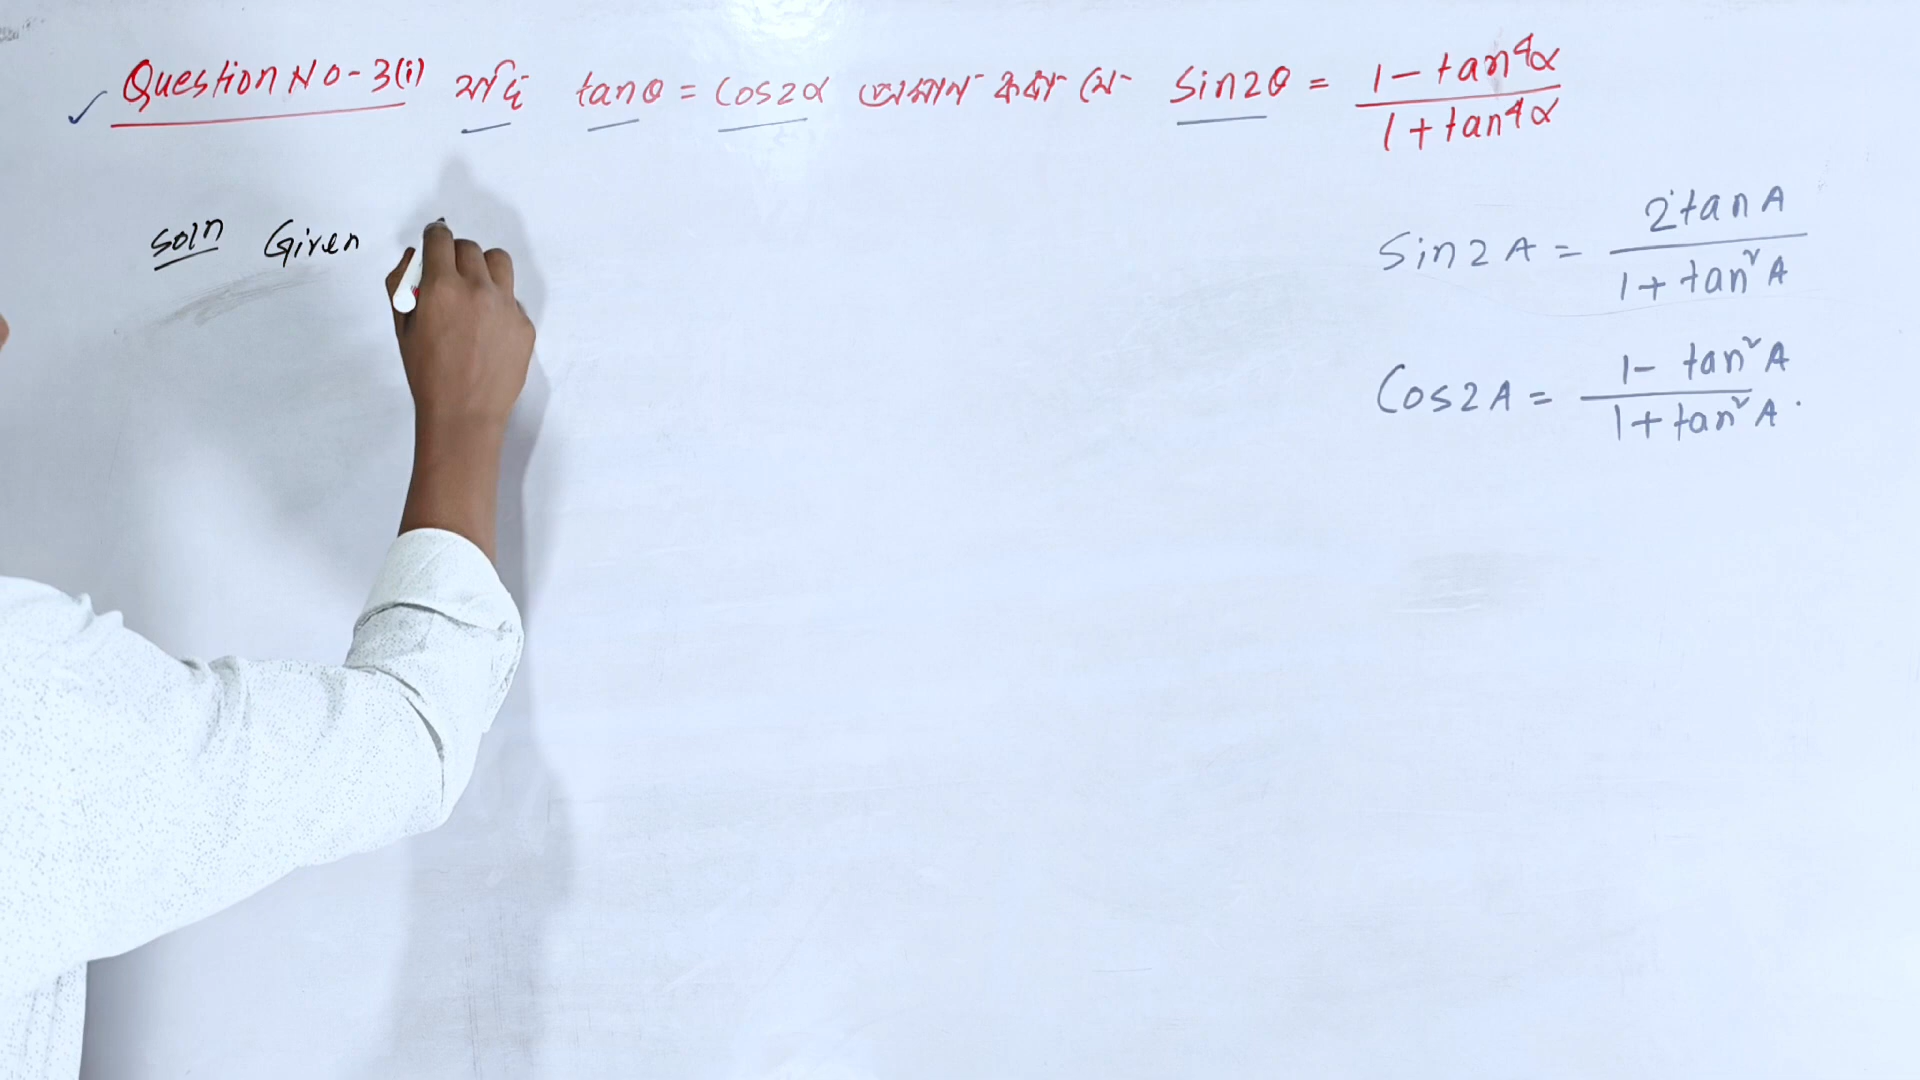 Question No-3(i) যদি tanθ = cos2α প্রমাণ করা যে sin2θ = (1 - tan⁴α)/(1 + tan⁴α)
Soln Given
Sin2A = (2tanA)/(1 + tan²A)
Cos2A = (1 - tan²A)/(1 + tan²A).